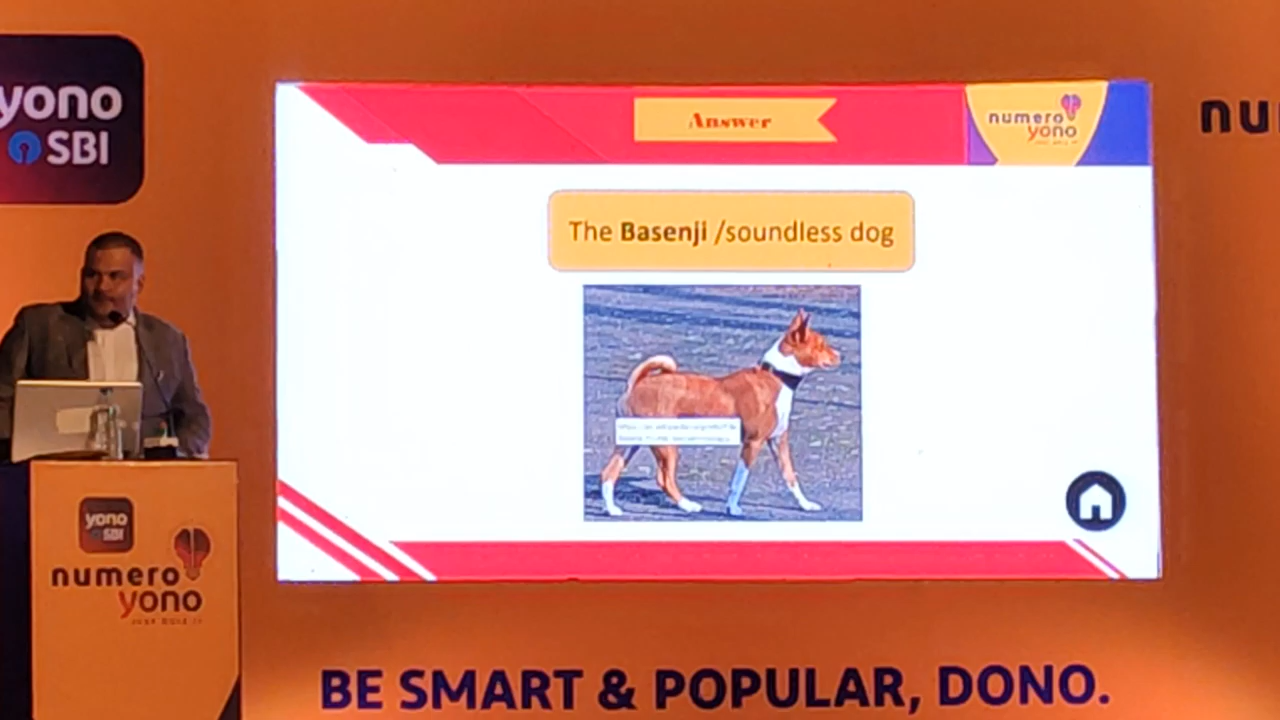 yono
SBI
Answer
numero
yono
nu
The Basenji /soundless dog
yono
SBI
numero
yono
BE SMART & POPULAR, DONO.